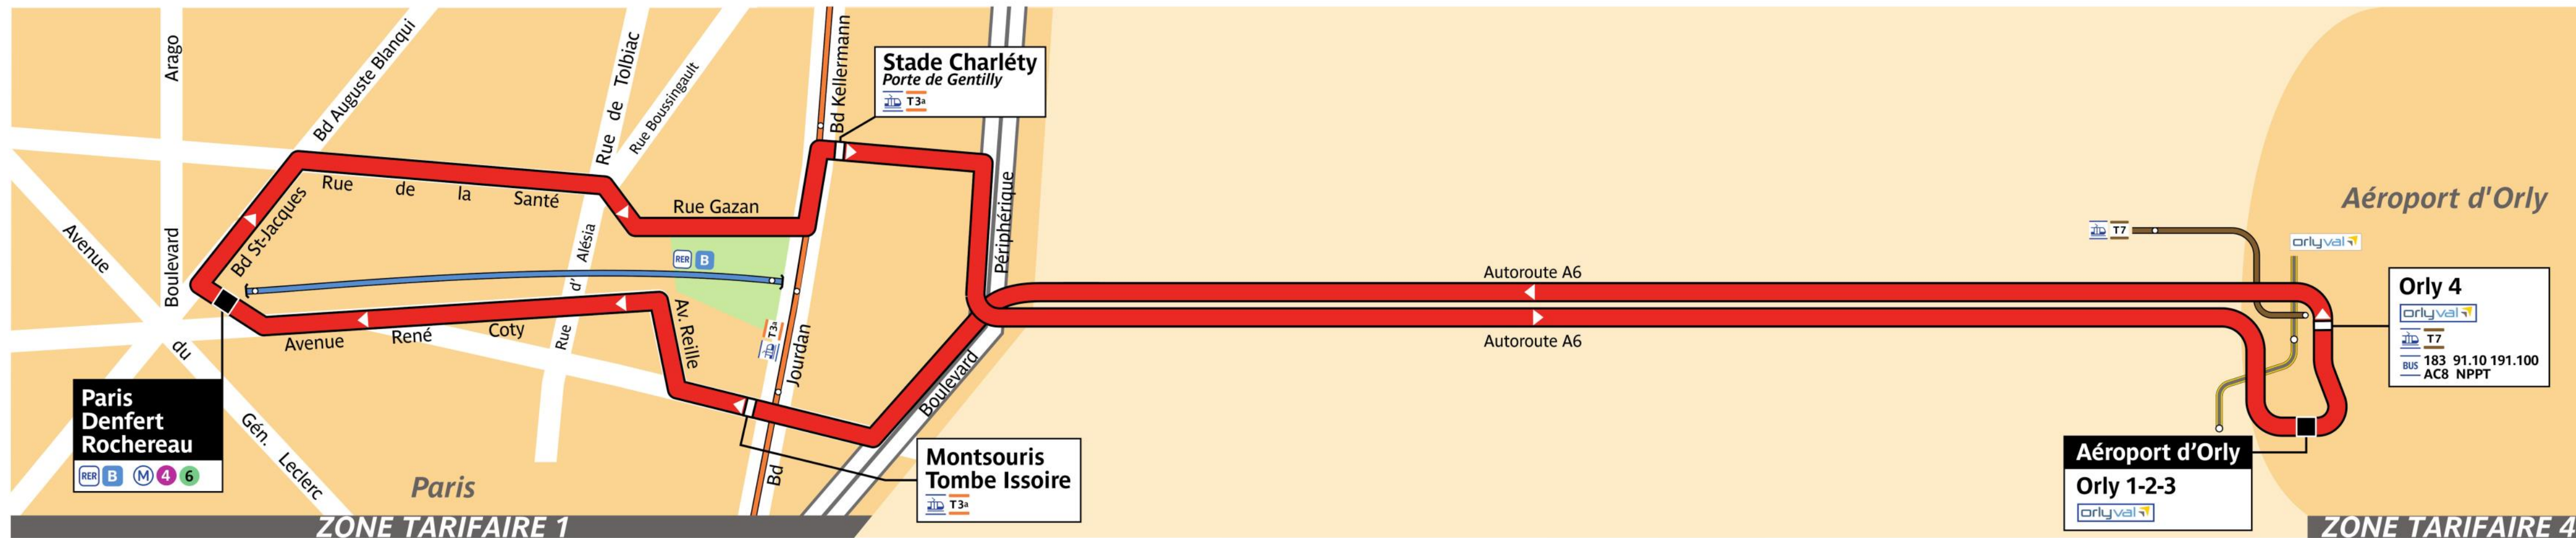 Arago
Bd Auguste Blanqui
Rue de Tolbiac
Rue Boussingault
Bd Kellermann
Stade Charléty
Porte de Gentilly
T3a
Rue de la Santé
Rue Gazan
Bd St-Jacques
Boulevard
Avenue
du
Gén. Leclerc
RER B
Rue d' Alésia
Avenue René Coty
Av. Reille
T3a
Jourdan
Bd
Périphérique
Boulevard
Autoroute A6
Autoroute A6
Paris
Denfert
Rochereau
RER B M 4 6
Paris
Montsouris
Tombe Issoire
T3a
T7
orlyval
Aéroport d'Orly
Orly 4
orlyval
T7
BUS 183 91.10 191.100
AC8 NPPT
Aéroport d'Orly
Orly 1-2-3
orlyval
ZONE TARIFAIRE 1
ZONE TARIFAIRE 4